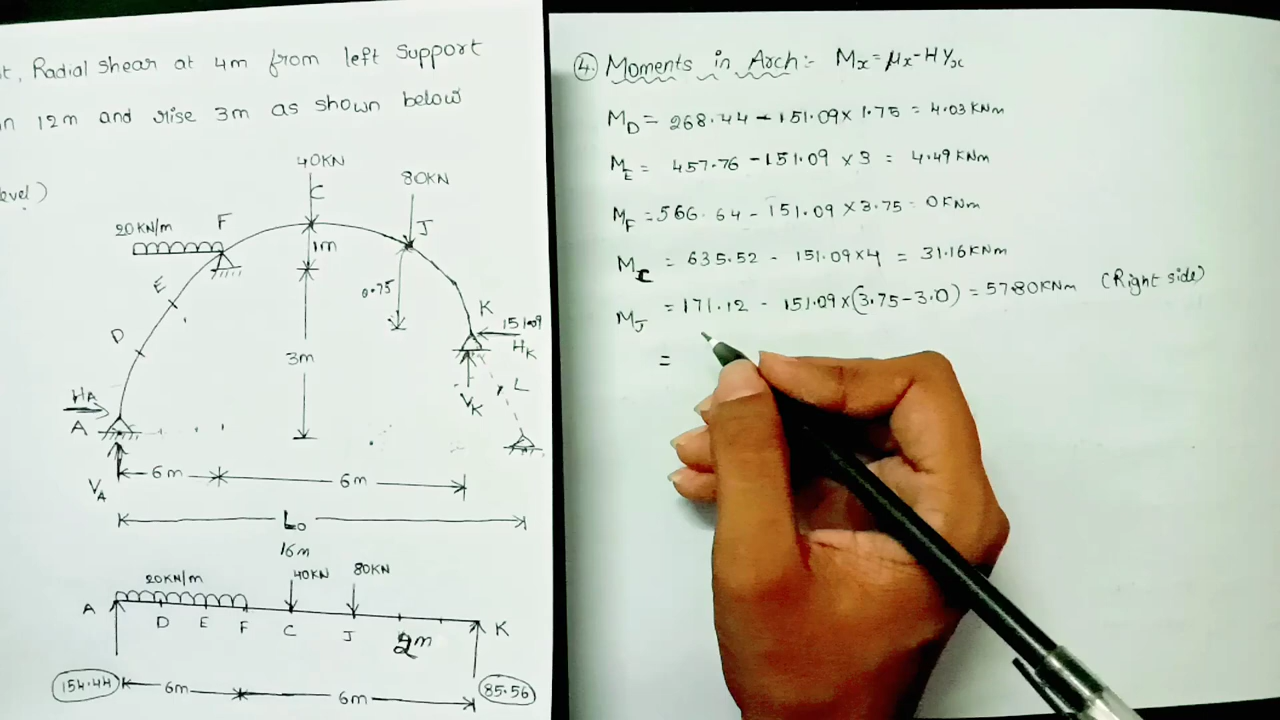 t, Radial shear at 4m from left support
n 12m and rise 3m as shown below
evel)
40KN
C
80KN
20KN/m
F
J
1m
E
0.75
K
151.09
D
HK
3m
L
HA
VK
A
6m
6m
VA
L0
16m
20KN/m
40KN
80KN
A
D E F C J 2m K
154.44
6m
6m
85.56
4. Moments in Arch:- Mx = μx - HYx
MD = 268.44 - 151.09 x 1.75 = 4.03 KNm
ME = 457.76 - 151.09 x 3 = 4.49 KNm
MF = 566.64 - 151.09 x 3.75 = 0 KNm
MC = 635.52 - 151.09 x 4 = 31.16 KNm
MJ = 171.12 - 151.09 x (3.75 - 3.0) = 57.80 KNm (Right side)
=